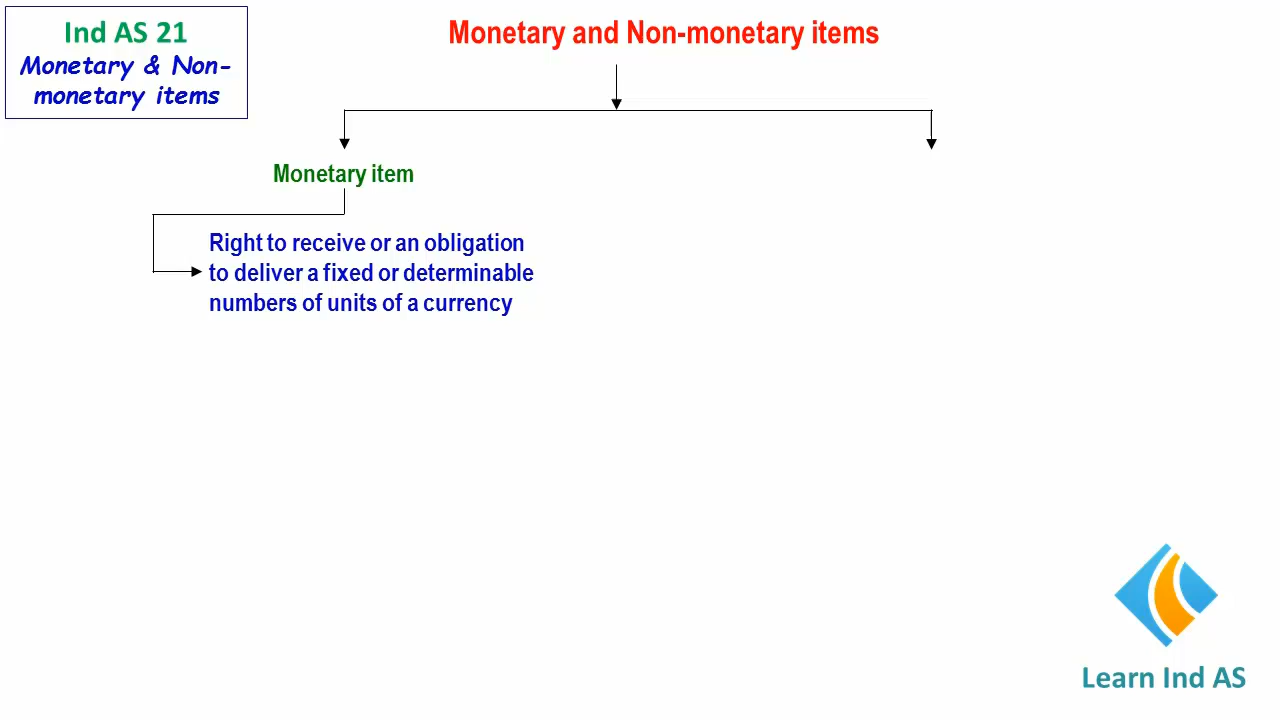 Ind AS 21
Monetary & Non-
monetary items
Monetary and Non-monetary items
Monetary item
Right to receive or an obligation
to deliver a fixed or determinable
numbers of units of a currency
Learn Ind AS